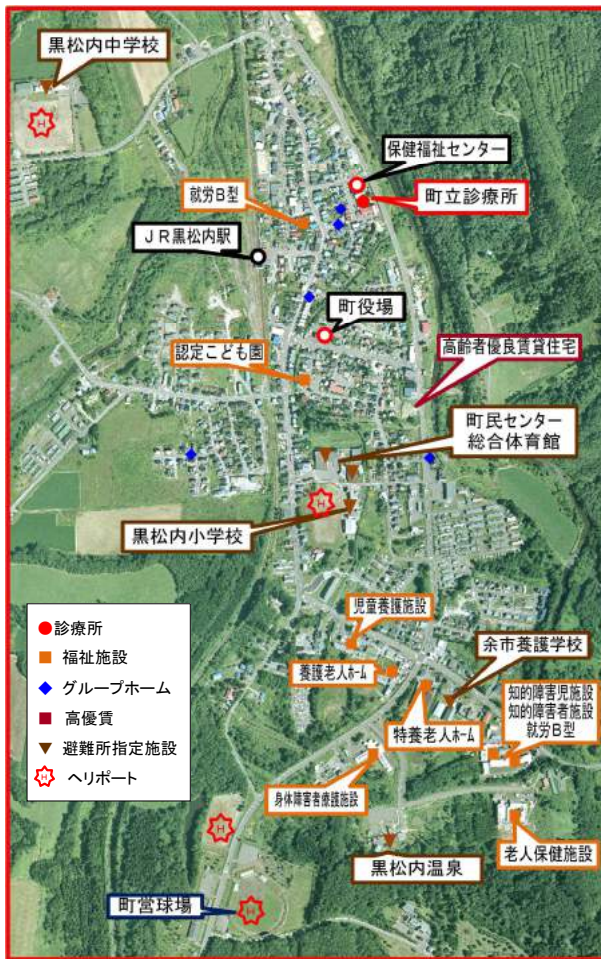 黒松内中学校
H
保健福祉センター
就労B型
町立診療所
JR黒松内駅
町役場
認定こども園
高齢者優良賃貸住宅
町民センター
総合体育館
H
黒松内小学校
児童養護施設
余市養護学校
養護老人ホーム
知的障害児施設
知的障害者施設
就労B型
特養老人ホーム
身体障害者療護施設
H
黒松内温泉
老人保健施設
町営球場
H
診療所
福祉施設
グループホーム
高優賃
避難所指定施設
H
ヘリポート